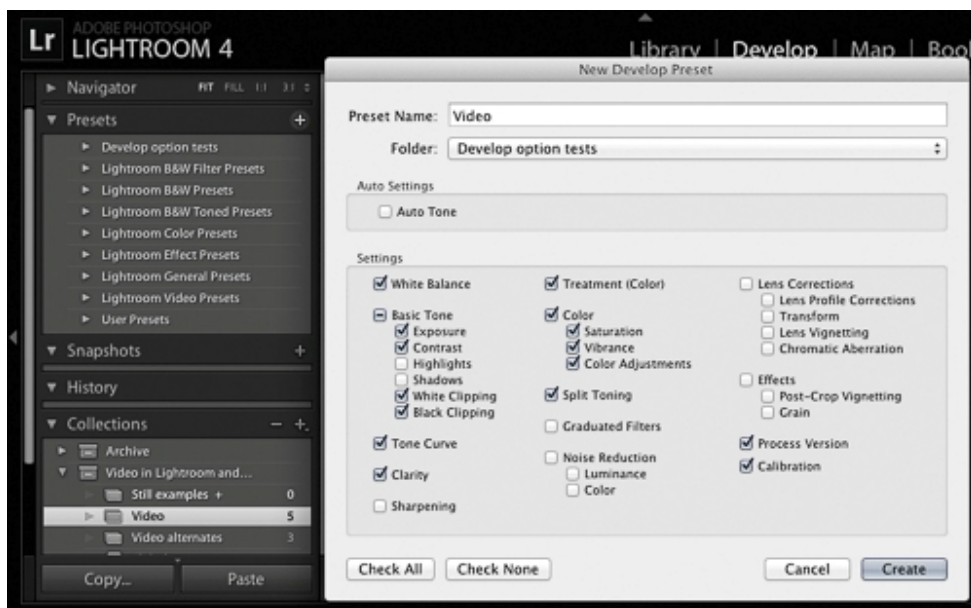 Lr ADOBE PHOTOSHOP
LIGHTROOM 4
Library | Develop | Map | Boo
Navigator FIT FILL 1:1 3:1
Presets +
Develop option tests
Lightroom B&W Filter Presets
Lightroom B&W Presets
Lightroom B&W Toned Presets
Lightroom Color Presets
Lightroom Effect Presets
Lightroom General Presets
Lightroom Video Presets
User Presets
Snapshots +
History
Collections − +
Archive
Video in Lightroom and...
Still examples + 0
Video 5
Video alternates 3
Copy... Paste
New Develop Preset
Preset Name: Video
Folder: Develop option tests
Auto Settings
Auto Tone
Settings
White Balance
Basic Tone
Exposure
Contrast
Highlights
Shadows
White Clipping
Black Clipping
Tone Curve
Clarity
Sharpening
Treatment (Color)
Color
Saturation
Vibrance
Color Adjustments
Split Toning
Graduated Filters
Noise Reduction
Luminance
Color
Lens Corrections
Lens Profile Corrections
Transform
Lens Vignetting
Chromatic Aberration
Effects
Post-Crop Vignetting
Grain
Process Version
Calibration
Check All Check None Cancel Create